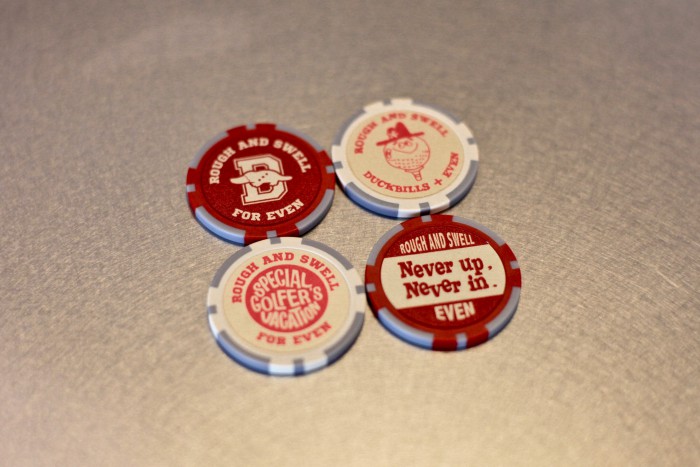 ROUGH AND SWELL
D
FOR EVEN
ROUGH AND SWELL
DUCKBILLS + EVEN
ROUGH AND SWELL
SPECIAL
GOLFER'S
VACATION
FOR EVEN
ROUGH AND SWELL
Never up.
Never in.
EVEN